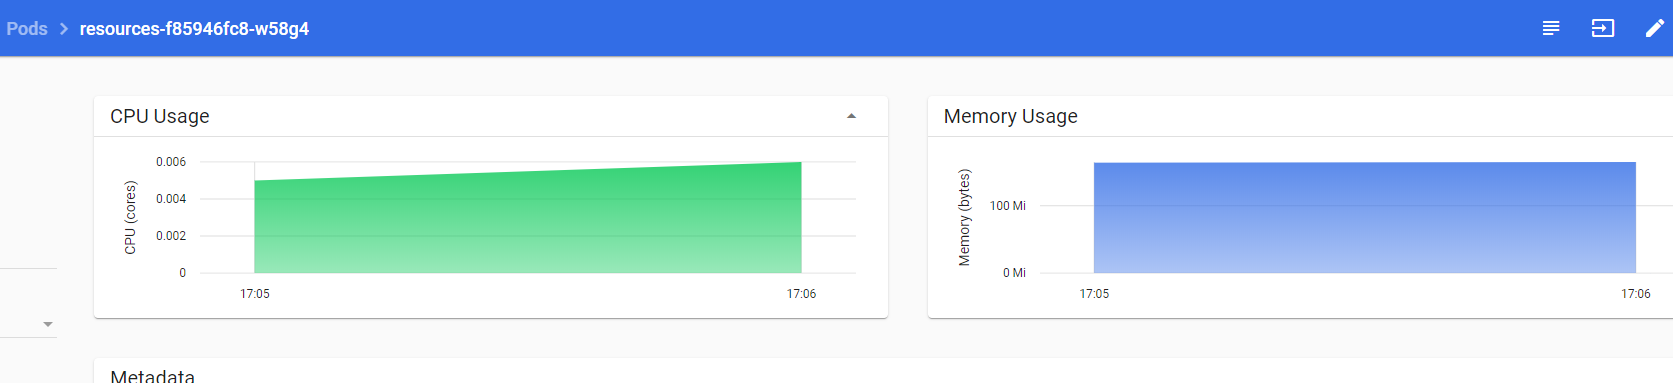 Pods > resources-f85946fc8-w58g4
CPU Usage
CPU (cores)
0.006
0.004
0.002
0
17:05
17:06
Memory Usage
Memory (bytes)
100 Mi
0 Mi
17:05
17:06
Metadata